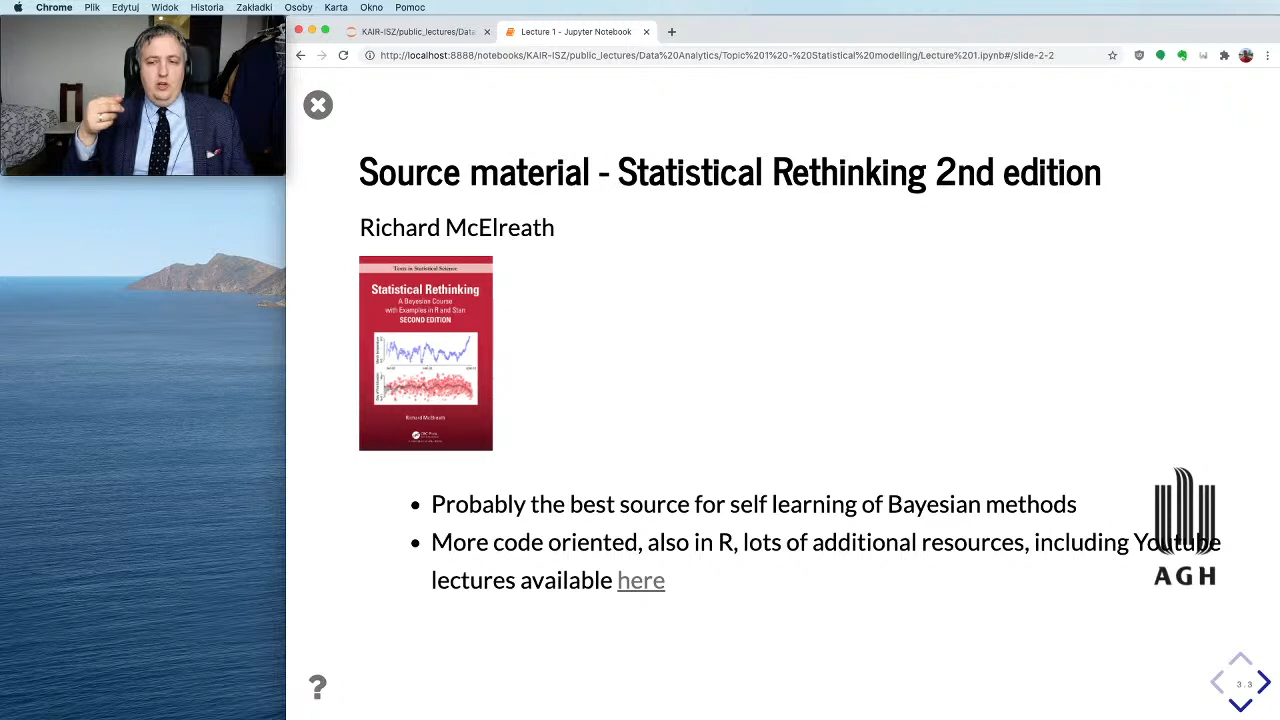 Chrome Plik Edytuj Widok Historia Zakładki Osoby Karta Okno Pomoc
KAIR-ISZ/public_lectures/Data
Lecture 1 - Jupyter Notebook
http://localhost:8888/notebooks/KAIR-ISZ/public_lectures/Data%20Analytics/Topic%201%20-%20Statistical%20modelling/Lecture%201.ipynb#/slide-2-2
Source material - Statistical Rethinking 2nd edition
Richard McElreath
Texts in Statistical Science
Statistical Rethinking
A Bayesian Course
with Examples in R and Stan
SECOND EDITION
Richard McElreath
CRC Press
Probably the best source for self learning of Bayesian methods
More code oriented, also in R, lots of additional resources, including Youtube
lectures available here
AGH
3.3
?